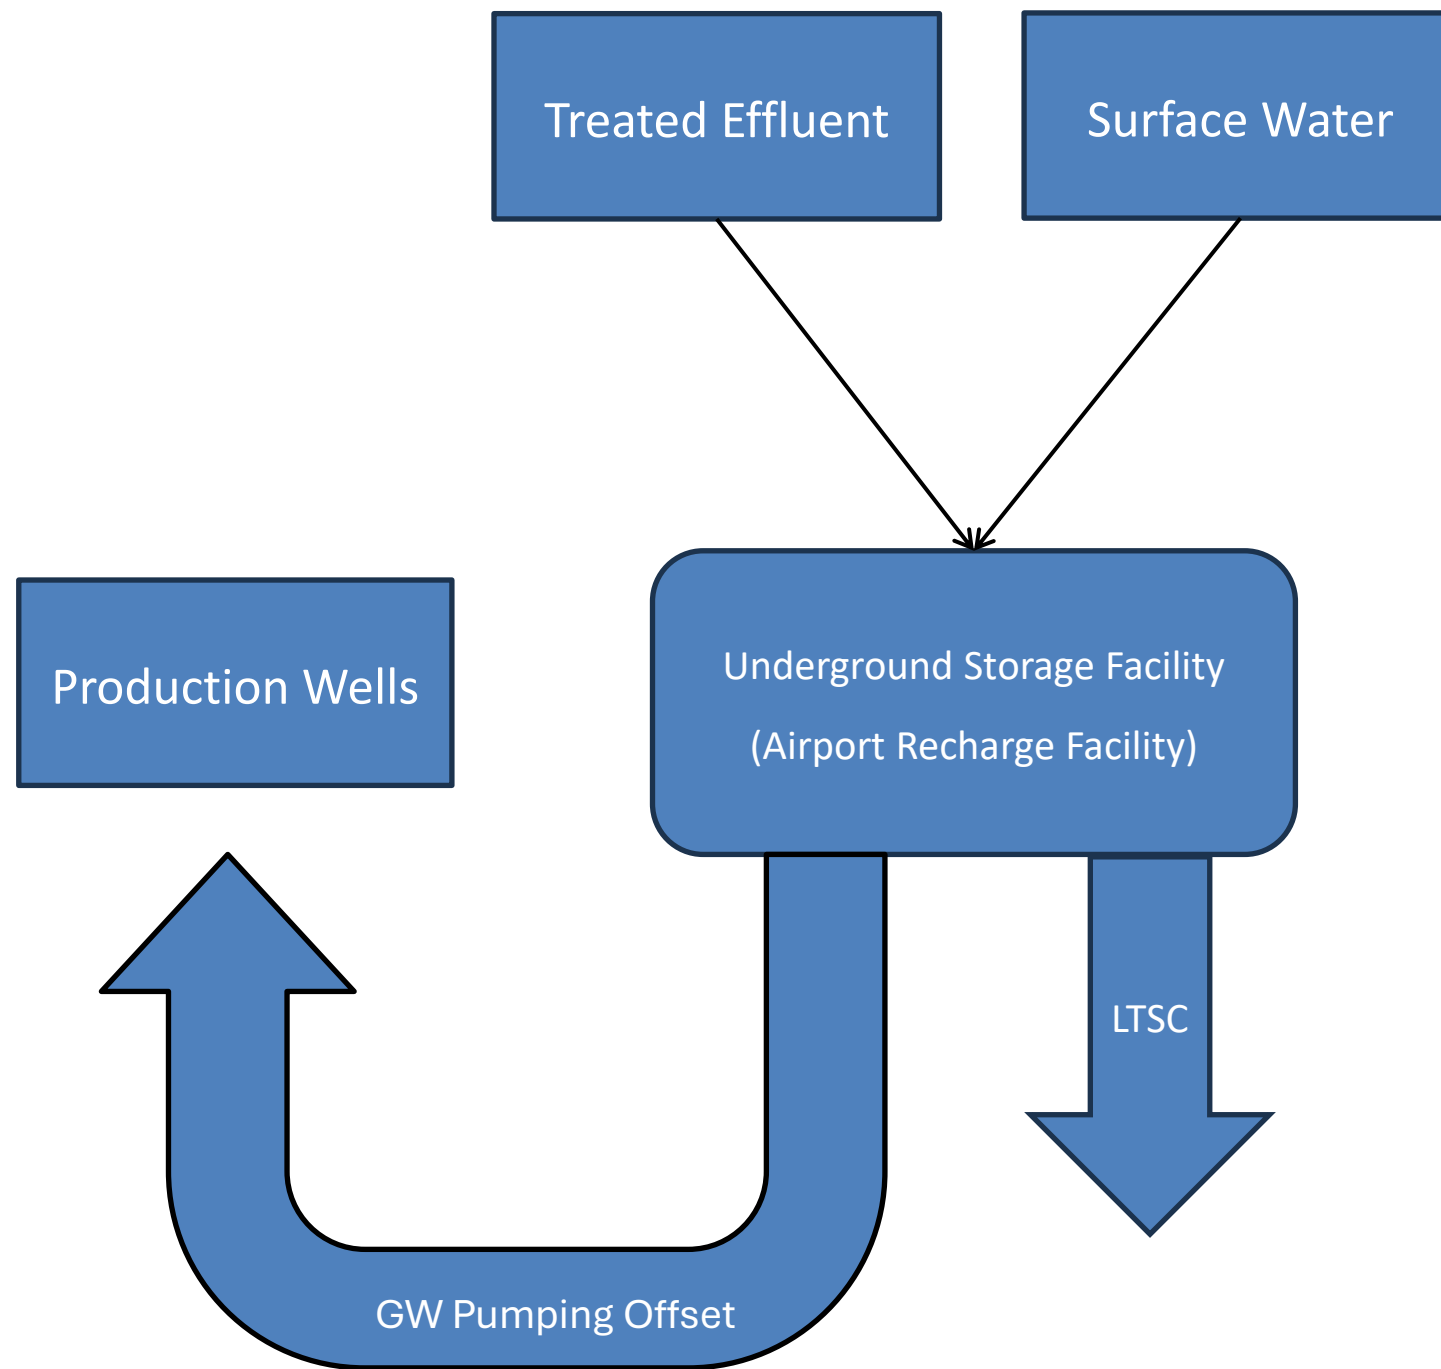 Treated Effluent
Surface Water
Production Wells
Underground Storage Facility
(Airport Recharge Facility)
LTSC
GW Pumping Offset